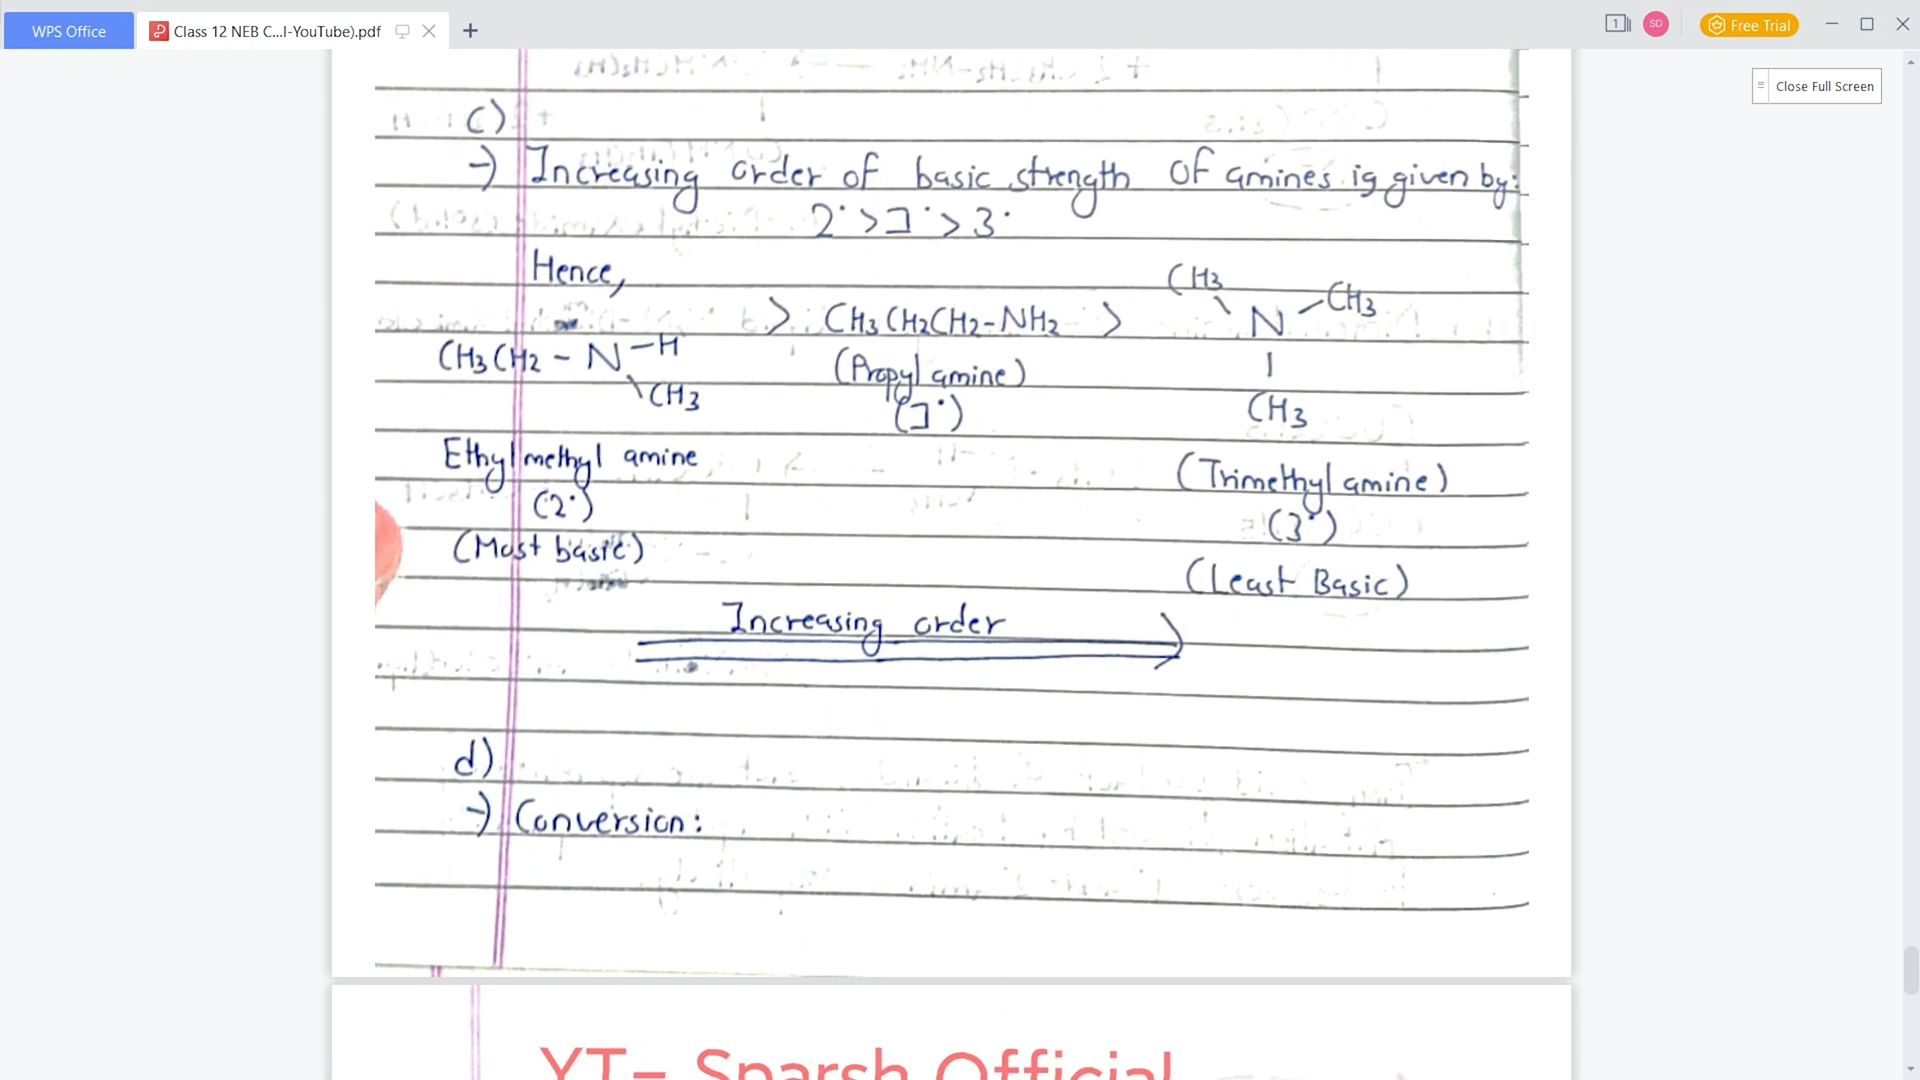 WPS Office
Class 12 NEB C...I-YouTube).pdf
1
SD
Free Trial
Close Full Screen
c)
→ Increasing order of basic strength of amines is given by:
2° > 1° > 3°
Hence,
CH3CH2 - N - H
\ CH3
> CH3CH2CH2-NH2 >
CH3
\ N - CH3
|
CH3
(Propyl amine)
(1°)
Ethylmethyl amine
(2°)
(Most basic)
(Trimethyl amine)
(3°)
(Least Basic)
Increasing order
d)
→ Conversion:
YT- Sparsh Official